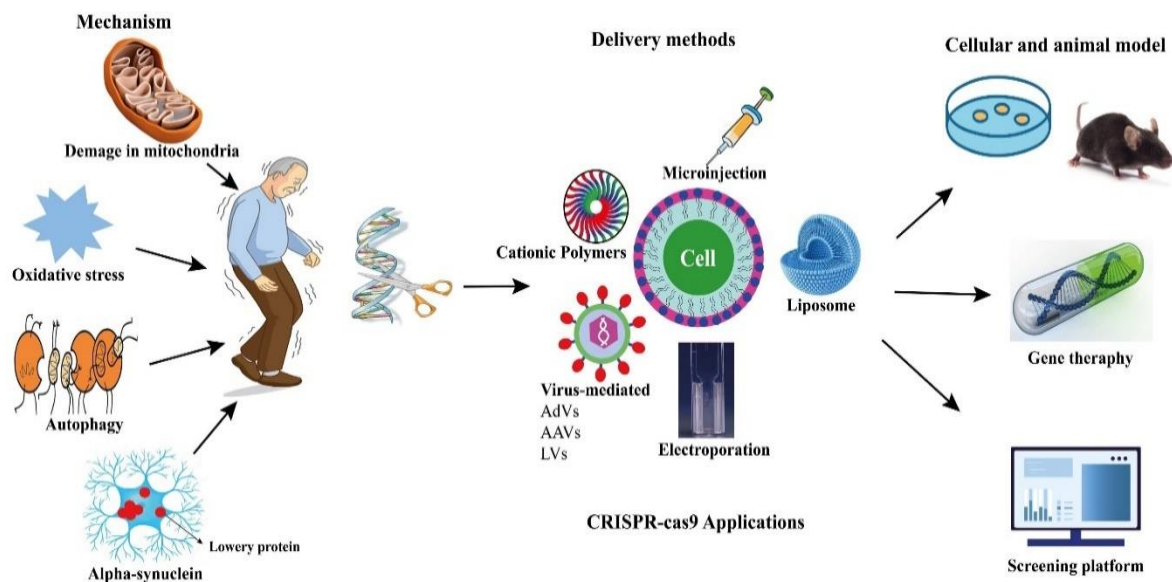 Mechanism
Demage in mitochondria
Oxidative stress
Autophagy
Lowery protein
Alpha-synuclein
Delivery methods
Microinjection
Cationic Polymers
Cell
Liposome
Virus-mediated
AdVs
AAVs
LVs
Electroporation
CRISPR-cas9 Applications
Cellular and animal model
Gene theraphy
Screening platform